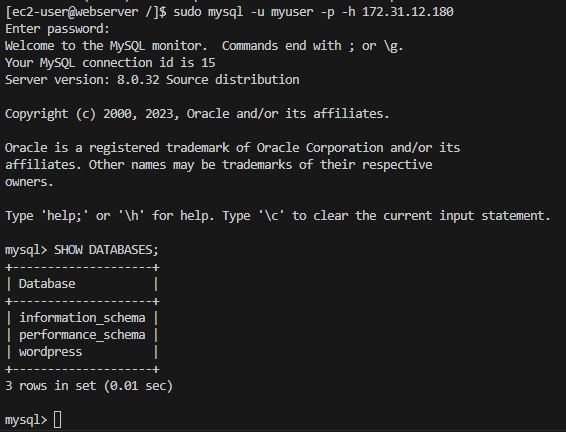 [ec2-user@webserver /]$ sudo mysql -u myuser -p -h 172.31.12.180
Enter password:
Welcome to the MySQL monitor.  Commands end with ; or \g.
Your MySQL connection id is 15
Server version: 8.0.32 Source distribution

Copyright (c) 2000, 2023, Oracle and/or its affiliates.

Oracle is a registered trademark of Oracle Corporation and/or its
affiliates. Other names may be trademarks of their respective
owners.

Type 'help;' or '\h' for help. Type '\c' to clear the current input statement.

mysql> SHOW DATABASES;
+--------------------+
| Database           |
+--------------------+
| information_schema |
| performance_schema |
| wordpress          |
+--------------------+
3 rows in set (0.01 sec)

mysql>